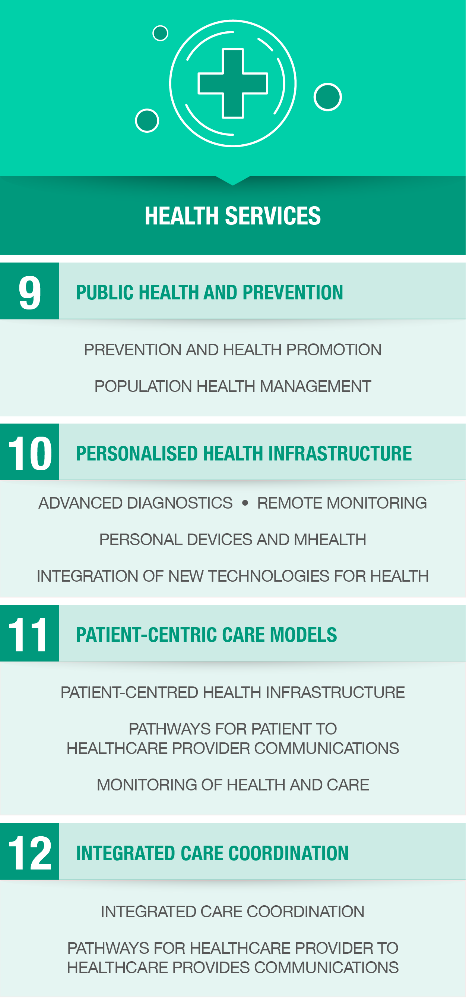 HEALTH SERVICES
9
PUBLIC HEALTH AND PREVENTION
PREVENTION AND HEALTH PROMOTION
POPULATION HEALTH MANAGEMENT
10
PERSONALISED HEALTH INFRASTRUCTURE
ADVANCED DIAGNOSTICS • REMOTE MONITORING
PERSONAL DEVICES AND MHEALTH
INTEGRATION OF NEW TECHNOLOGIES FOR HEALTH
11
PATIENT-CENTRIC CARE MODELS
PATIENT-CENTRED HEALTH INFRASTRUCTURE
PATHWAYS FOR PATIENT TO
HEALTHCARE PROVIDER COMMUNICATIONS
MONITORING OF HEALTH AND CARE
12
INTEGRATED CARE COORDINATION
INTEGRATED CARE COORDINATION
PATHWAYS FOR HEALTHCARE PROVIDER TO
HEALTHCARE PROVIDES COMMUNICATIONS